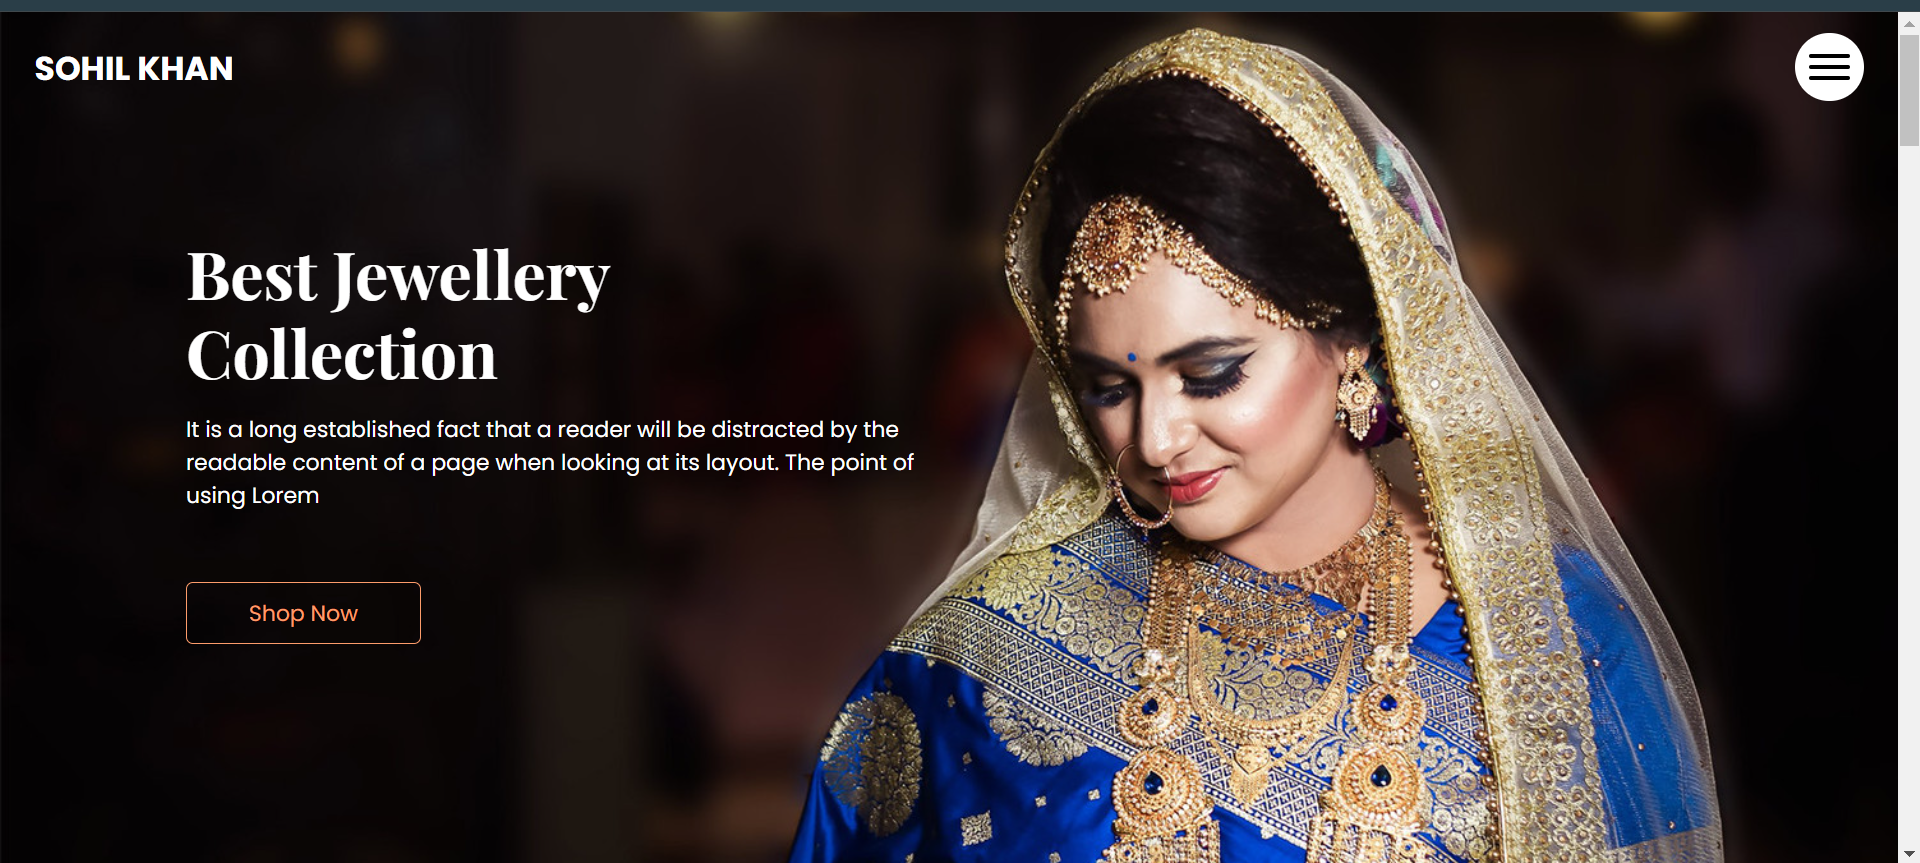 SOHIL KHAN
Best Jewellery
Collection
It is a long established fact that a reader will be distracted by the
readable content of a page when looking at its layout. The point of
using Lorem
Shop Now